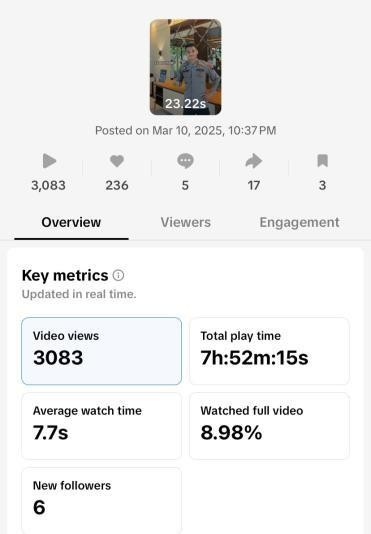 23.22s
Posted on Mar 10, 2025, 10:37 PM
3,083 236 5 17 3
Overview Viewers Engagement
Key metrics
Updated in real time.
Video views
3083
Total play time
7h:52m:15s
Average watch time
7.7s
Watched full video
8.98%
New followers
6